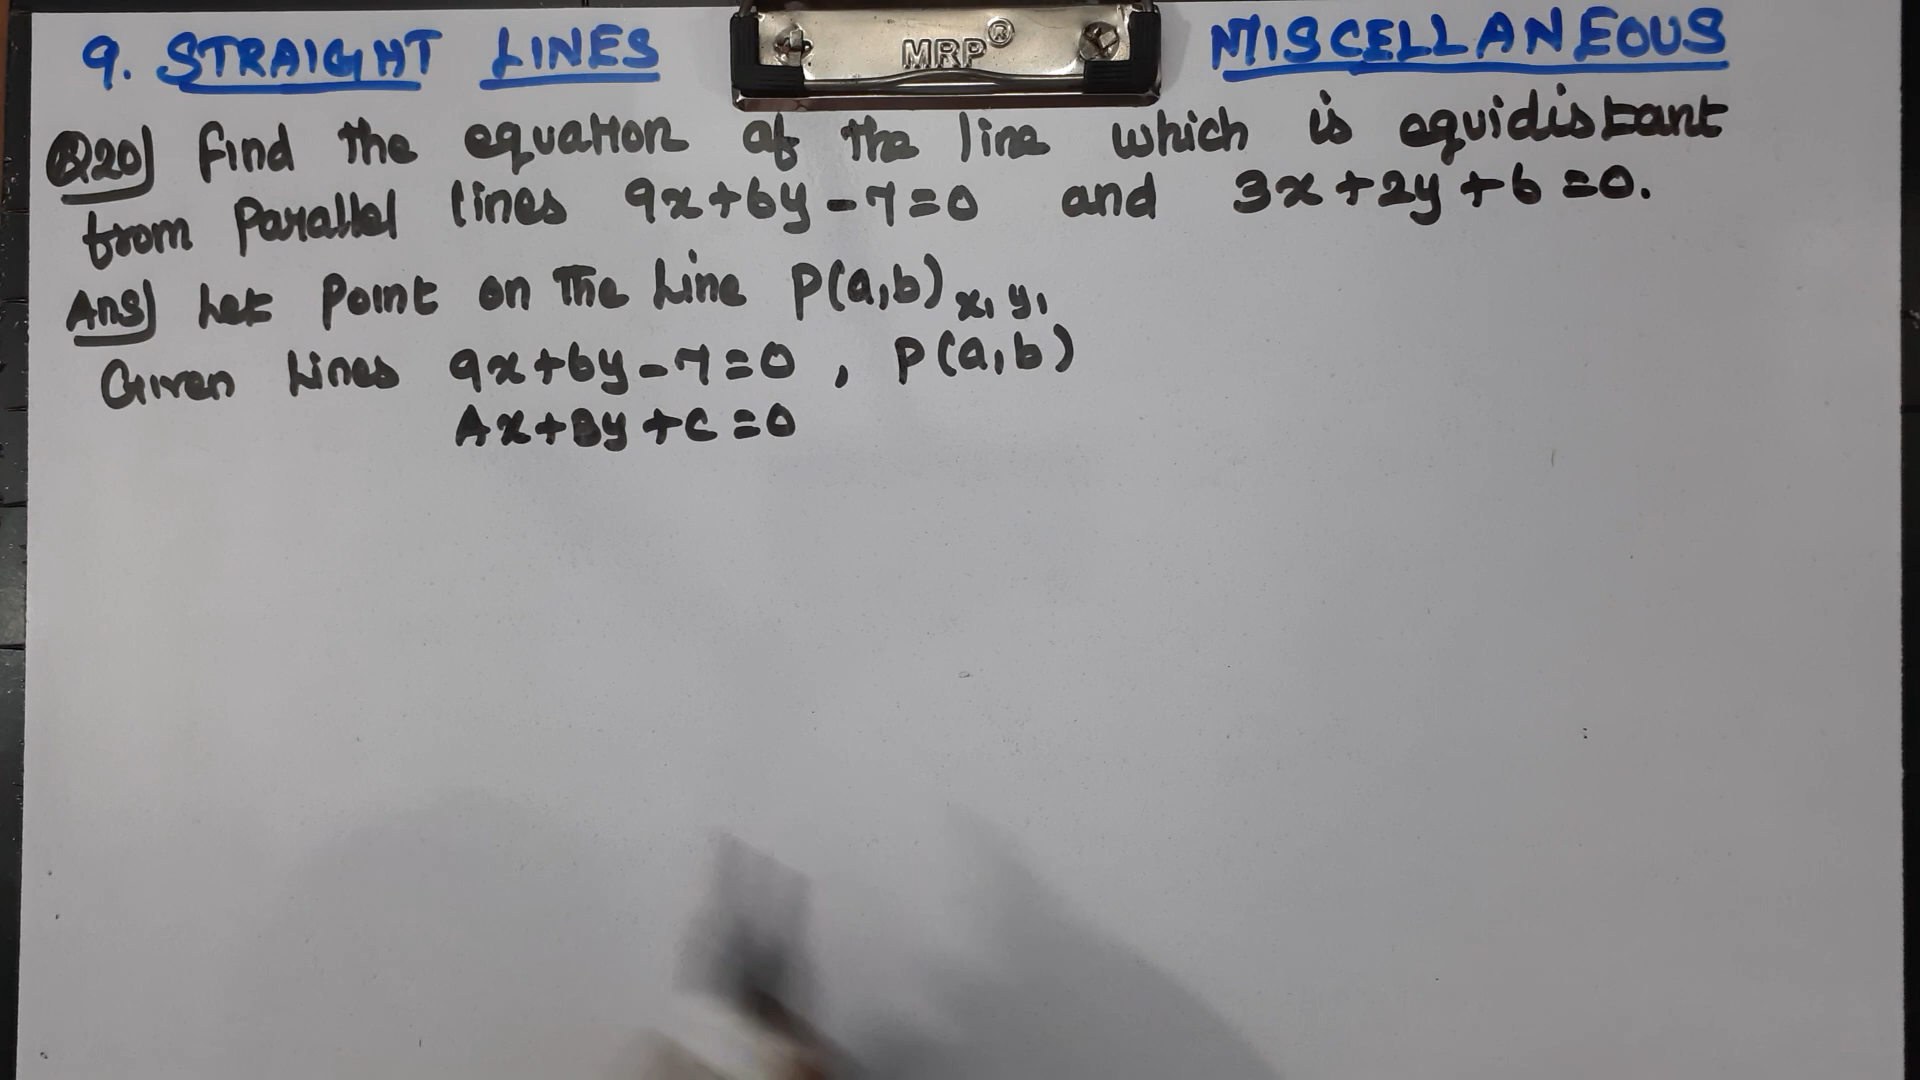 9. STRAIGHT LINES
MRP®
MISCELLANEOUS
Q20) Find the equation of the line which is equidistant
from Parallel lines 9x+6y-7=0 and 3x+2y+6=0.
Ans) Let Point on The Line P(a,b) x₁ y₁
Given Lines 9x+6y-7=0 , P(a,b)
Ax+By+C=0